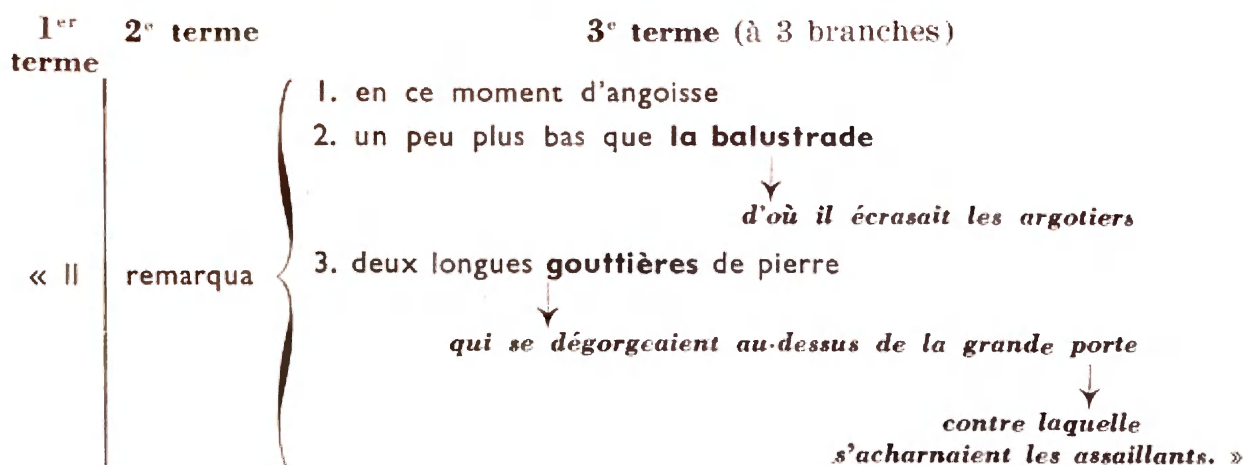 1er 2e terme 3e terme (à 3 branches)
terme
1. en ce moment d'angoisse
2. un peu plus bas que la balustrade
d'où il écrasait les argotiers
« Il remarqua 3. deux longues gouttières de pierre
qui se dégorgeaient au-dessus de la grande porte
contre laquelle
s'acharnaient les assaillants. »